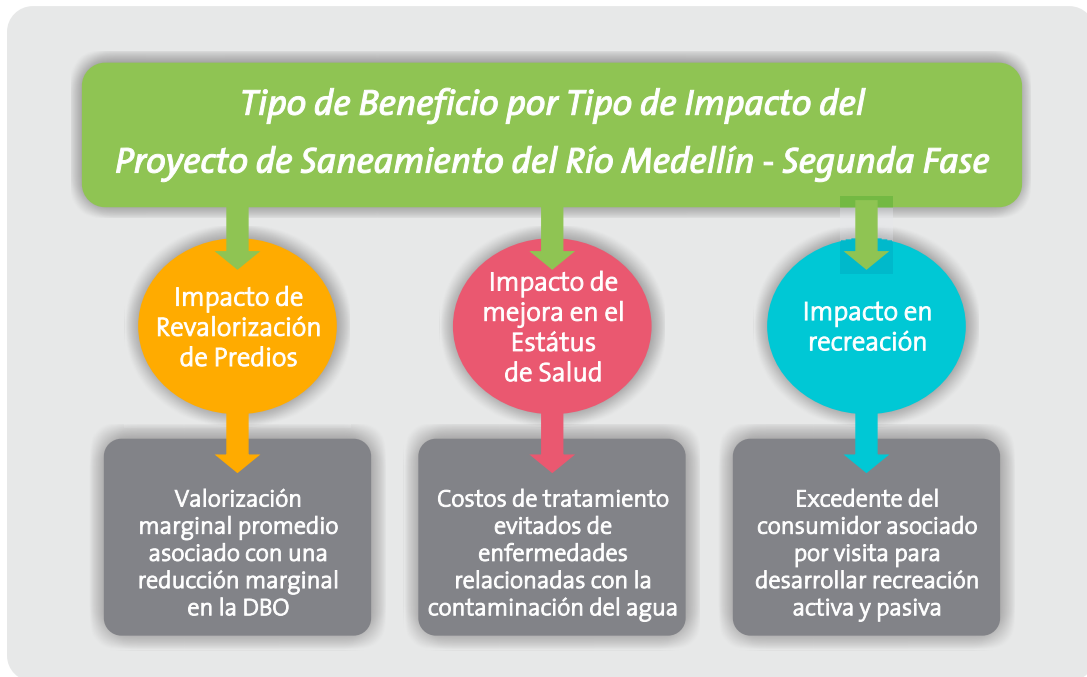 Tipo de Beneficio por Tipo de Impacto del
Proyecto de Saneamiento del Río Medellín - Segunda Fase
Impacto de
Revalorización
de Predios
Impacto de
mejora en el
Estátus
de Salud
Impacto en
recreación
Valorización
marginal promedio
asociado con una
reducción marginal
en la DBO
Costos de tratamiento
evitados de
enfermedades
relacionadas con la
contaminación del agua
Excedente del
consumidor asociado
por visita para
desarrollar recreación
activa y pasiva